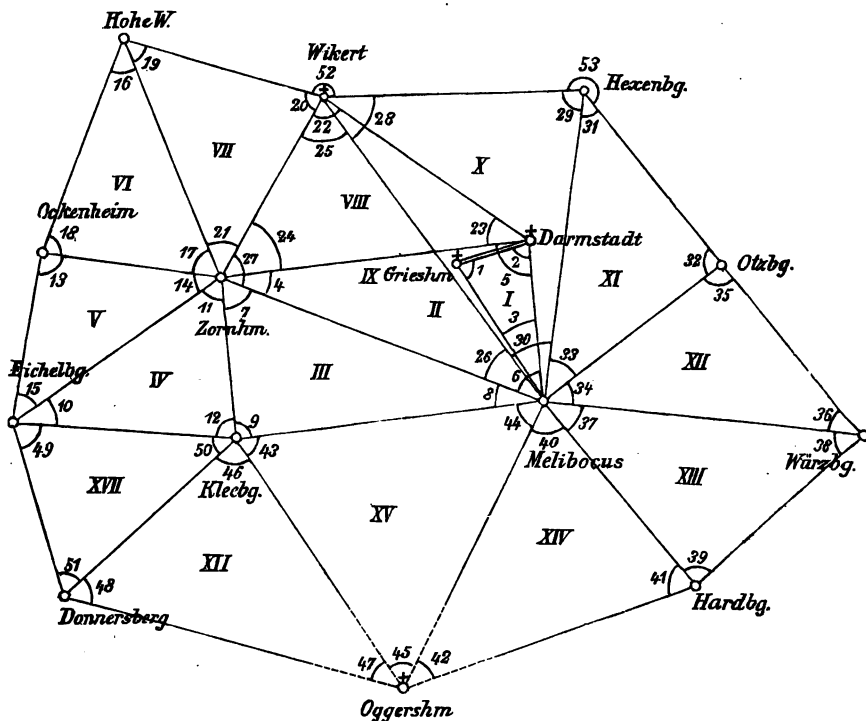 Hohe W.
19
16
Wikert
52
20
22
25
28
53
Hexenbg.
29
31
VII
VI
X
VIII
Ockenheim
18
13
21
24
17
27
14
4
11
7
Zornhm.
23
Darmstadt
IX
Grieshm
1
2
5
I
II
XI
32
Otzbg.
35
V
Eichelbg.
15
10
IV
III
3
30
26
6
8
33
34
XII
12
9
49
50
43
46
Klecbg.
44
40
37
Melibocus
36
38
Würzbg.
XVII
XV
XIII
XIV
51
48
Donnersberg
XII
41
39
Hardbg.
47
45
42
Oggershm